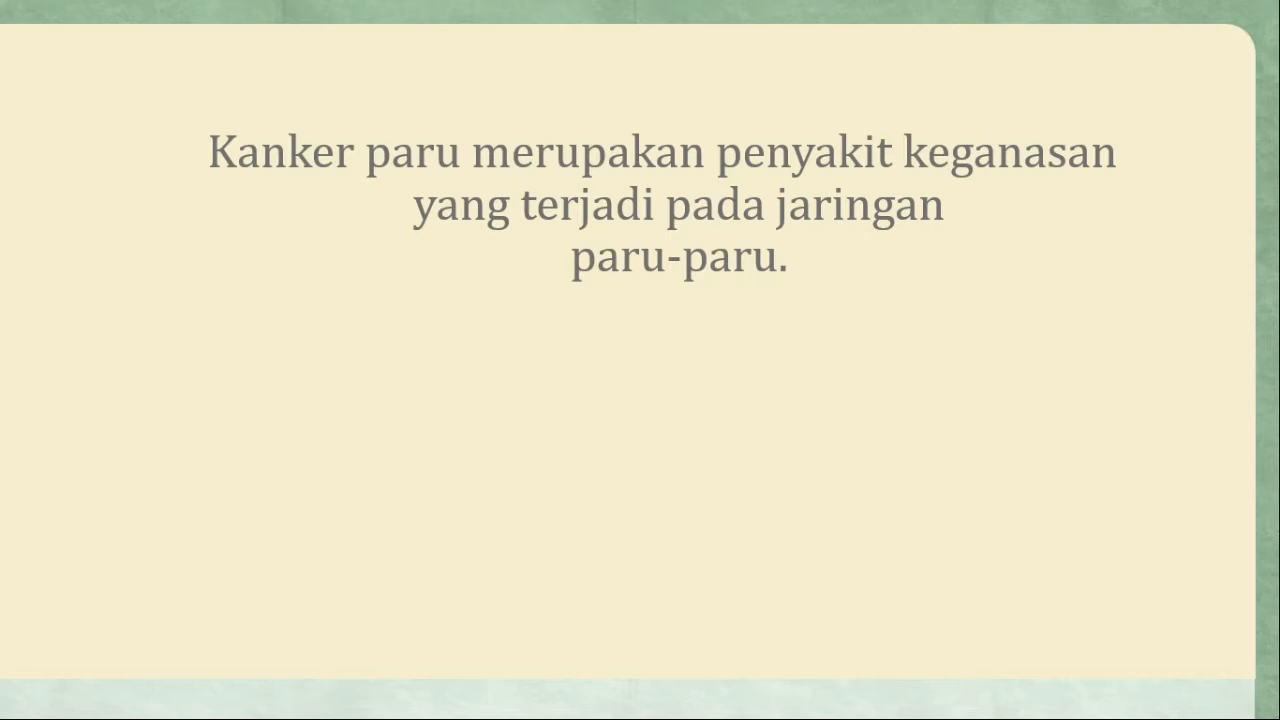 Kanker paru merupakan penyakit keganasan
yang terjadi pada jaringan
paru-paru.